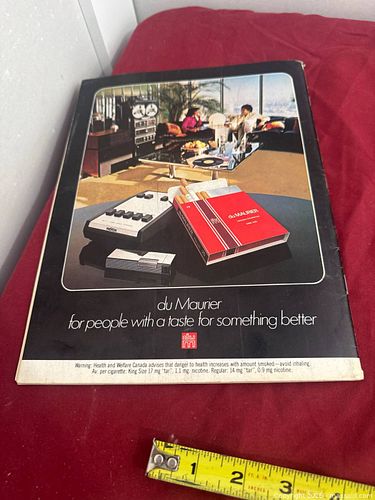 du MAURIER
du Maurier
for people with a taste for something better
Warning: Health and Welfare Canada advises that danger to health increases with amount smoked—avoid inhaling.
Av. per cigarette: King Size 17 mg "tar", 1.1 mg. nicotine. Regular: 14 mg "tar", 0.9 mg. nicotine.
1 2 3